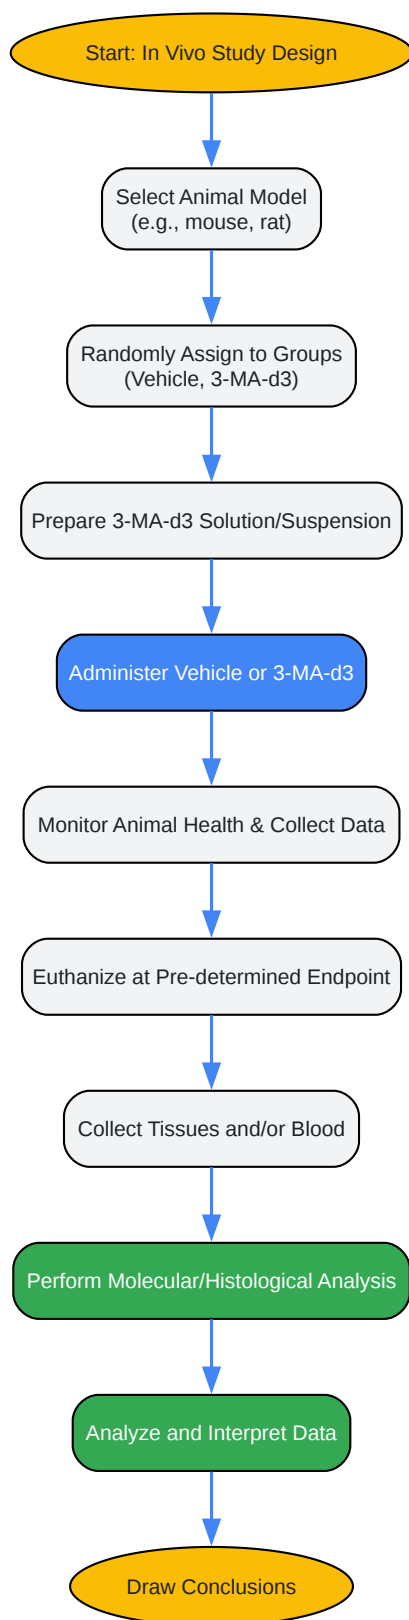 Start: In Vivo Study Design
Select Animal Model
(e.g., mouse, rat)
Randomly Assign to Groups
(Vehicle, 3-MA-d3)
Prepare 3-MA-d3 Solution/Suspension
Administer Vehicle or 3-MA-d3
Monitor Animal Health & Collect Data
Euthanize at Pre-determined Endpoint
Collect Tissues and/or Blood
Perform Molecular/Histological Analysis
Analyze and Interpret Data
Draw Conclusions